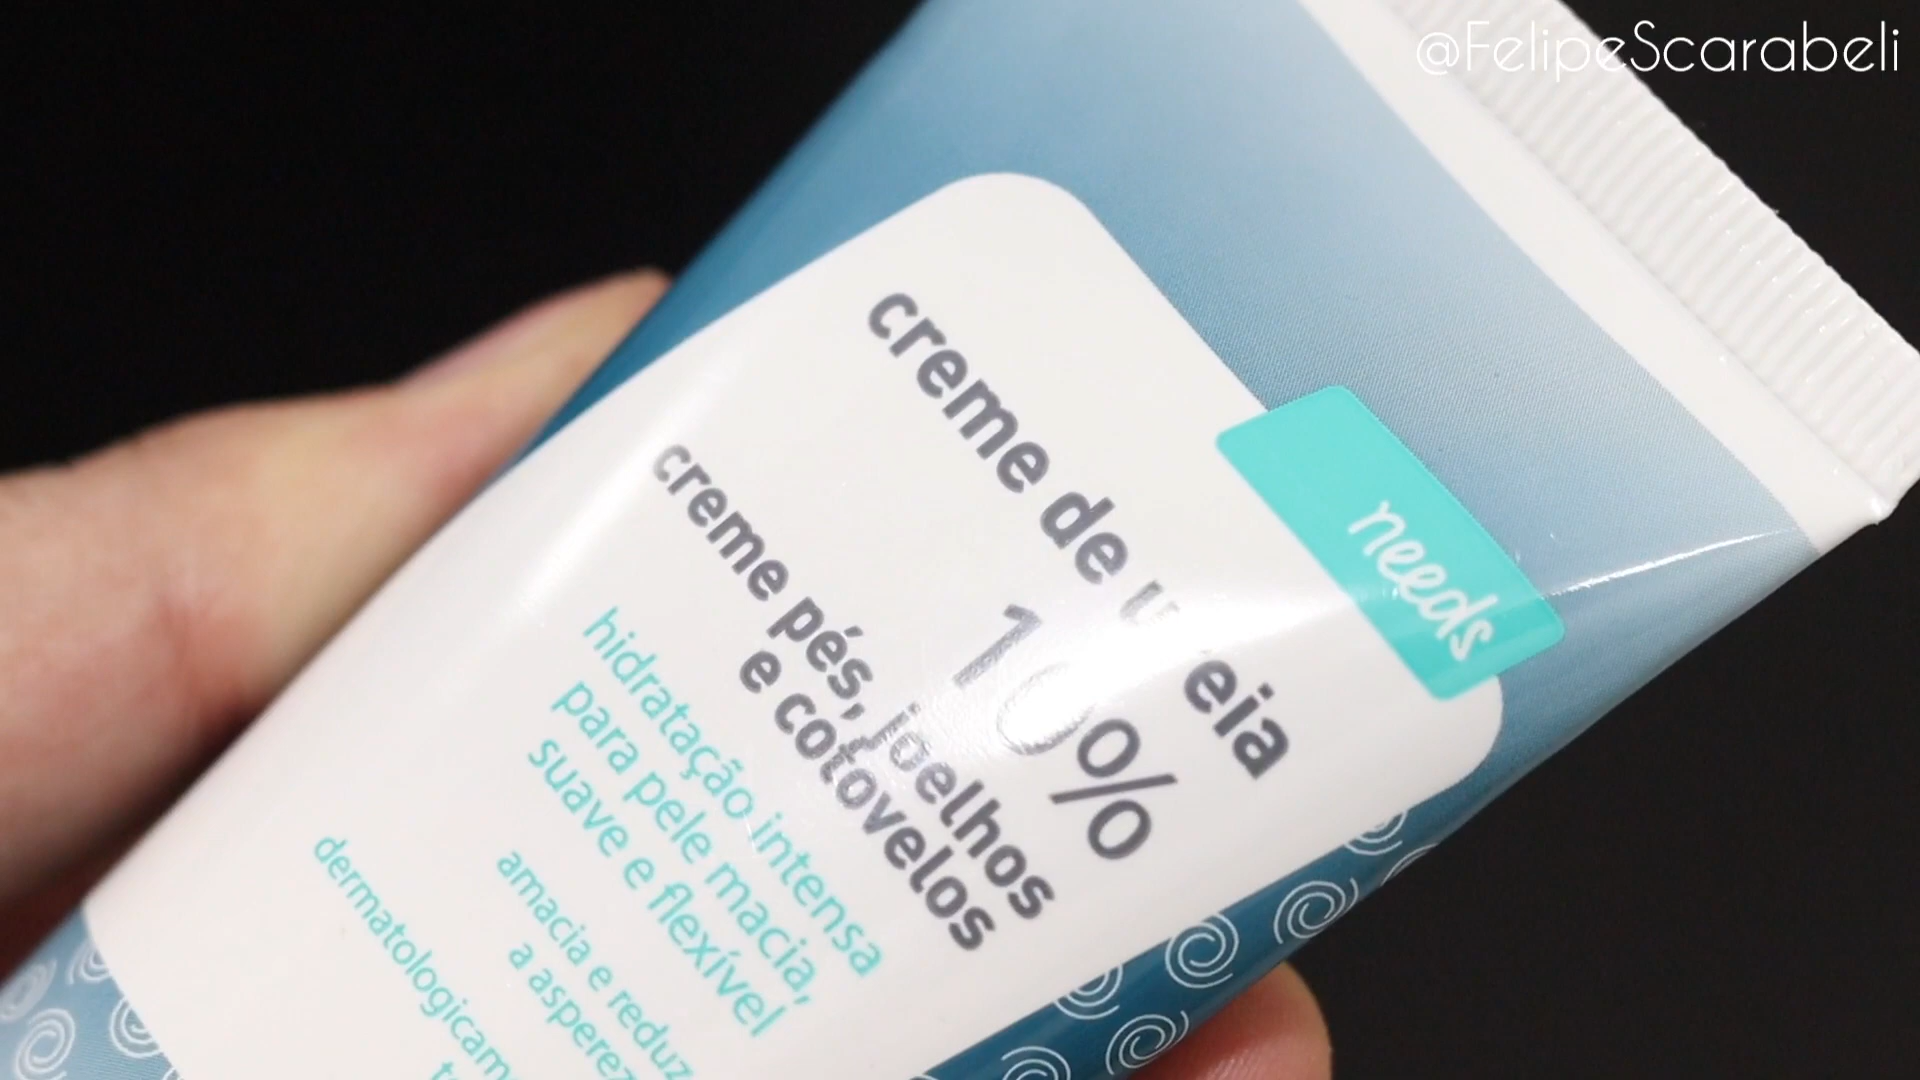 @FelipeScarabeli
needs
creme de ureia
10%
creme pés, joelhos
e cotovelos
hidratação intensa
para pele macia,
suave e flexível
amacia e reduz
a asperez
dermatologicam